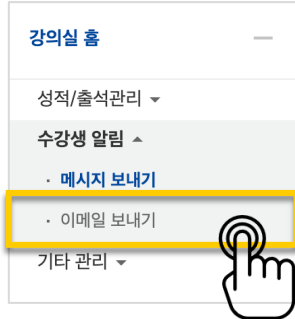 강의실 홈
성적/출석관리 ▾
수강생 알림 ▴
· 메시지 보내기
· 이메일 보내기
기타 관리 ▾